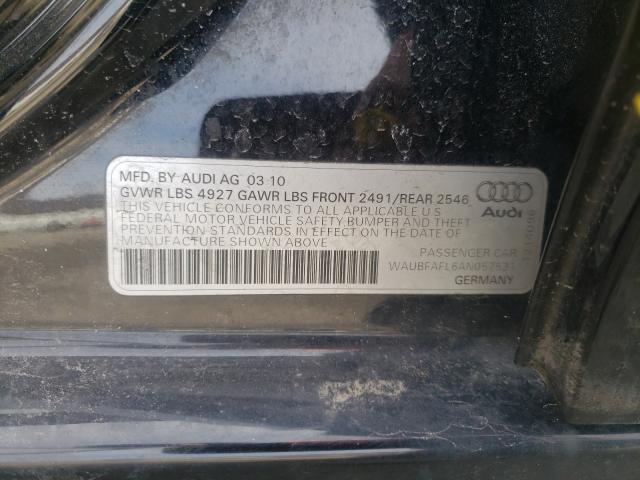 MFD. BY AUDI AG 03 10
GVWR LBS 4927 GAWR LBS FRONT 2491/REAR 2546
THIS VEHICLE CONFORMS TO ALL APPLICABLE U S
FEDERAL MOTOR VEHICLE SAFETY BUMPER AND THEFT
PREVENTION STANDARDS IN EFFECT ON THE DATE OF
MANUFACTURE SHOWN ABOVE
PASSENGER CAR
GERMANY
Audi